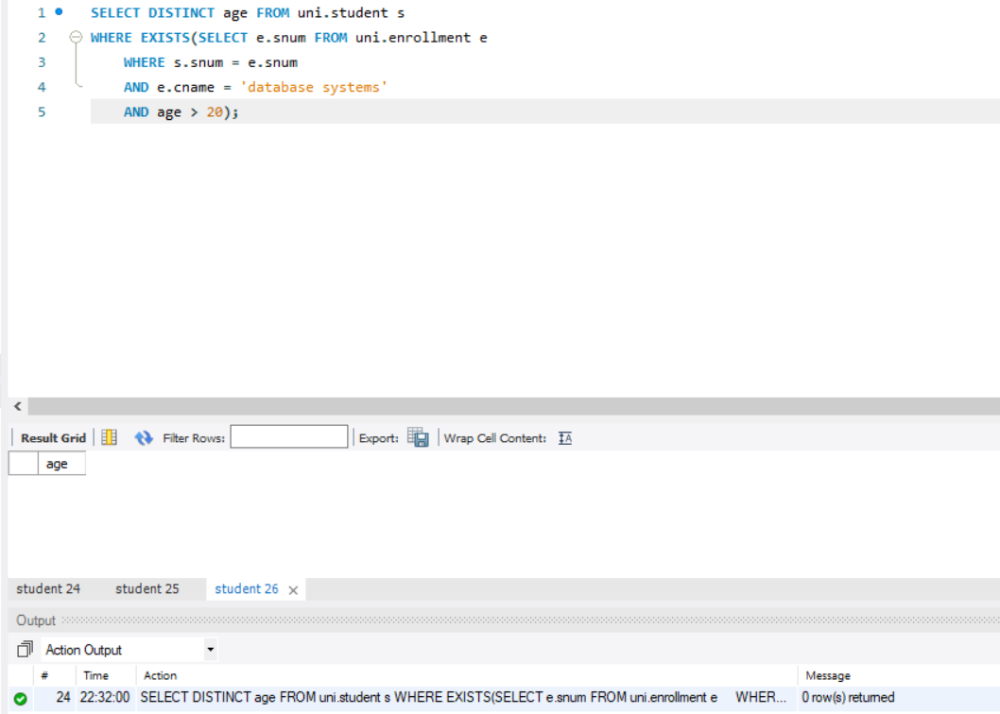 1 SELECT DISTINCT age FROM uni.student s
2 WHERE EXISTS(SELECT e.snum FROM uni.enrollment e
3 WHERE s.snum = e.snum
4 AND e.cname = 'database systems'
5 AND age > 20);
Result Grid Filter Rows: Export: Wrap Cell Content: IA
age
student 24 student 25 student 26 ×
Output
Action Output
# Time Action Message
24 22:32:00 SELECT DISTINCT age FROM uni.student s WHERE EXISTS(SELECT e.snum FROM uni.enrollment e WHER... 0 row(s) returned